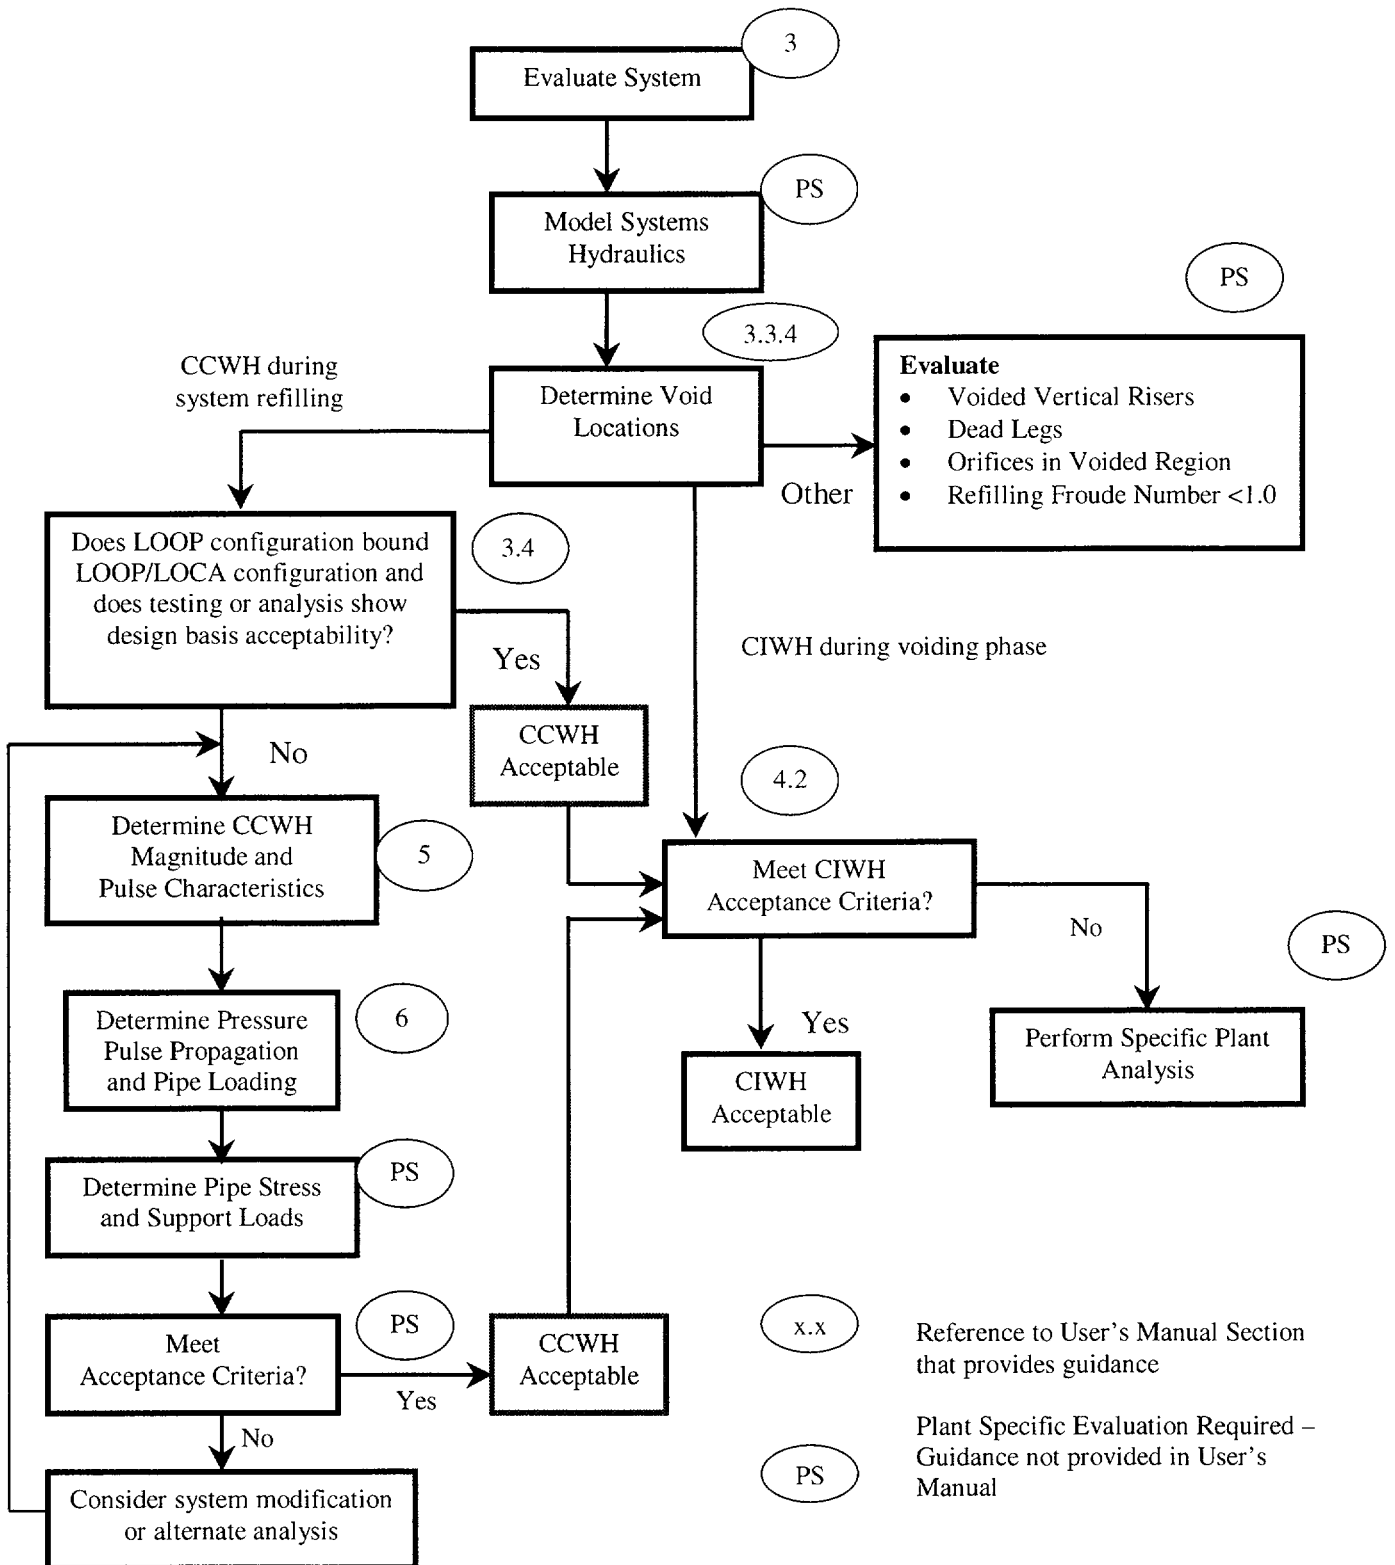 3
Evaluate System
PS
Model Systems
Hydraulics
PS
3.3.4
CCWH during
system refilling
Determine Void
Locations
Other
Evaluate
• Voided Vertical Risers
• Dead Legs
• Orifices in Voided Region
• Refilling Froude Number <1.0
Does LOOP configuration bound
LOOP/LOCA configuration and
does testing or analysis show
design basis acceptability?
3.4
Yes
CIWH during voiding phase
No
CCWH
Acceptable
4.2
Determine CCWH
Magnitude and
Pulse Characteristics
5
Meet CIWH
Acceptance Criteria?
No
PS
Yes
Perform Specific Plant
Analysis
CIWH
Acceptable
Determine Pressure
Pulse Propagation
and Pipe Loading
6
Determine Pipe Stress
and Support Loads
PS
Meet
Acceptance Criteria?
PS
Yes
CCWH
Acceptable
No
Consider system modification
or alternate analysis
x.x
Reference to User's Manual Section
that provides guidance
PS
Plant Specific Evaluation Required –
Guidance not provided in User's
Manual